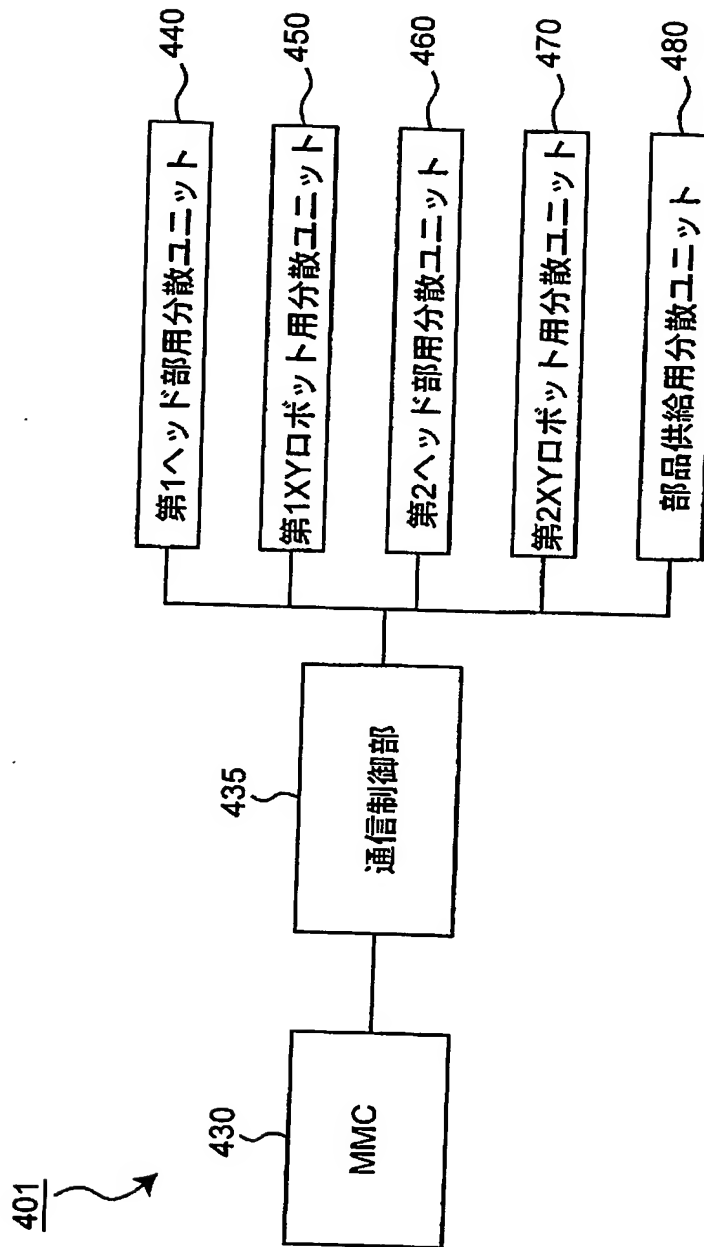 401
430
MMC
435
通信制御部
440
第1ヘッド部用分散ユニット
450
第1XYロボット用分散ユニット
460
第2ヘッド部用分散ユニット
470
第2XYロボット用分散ユニット
480
部品供給用分散ユニット